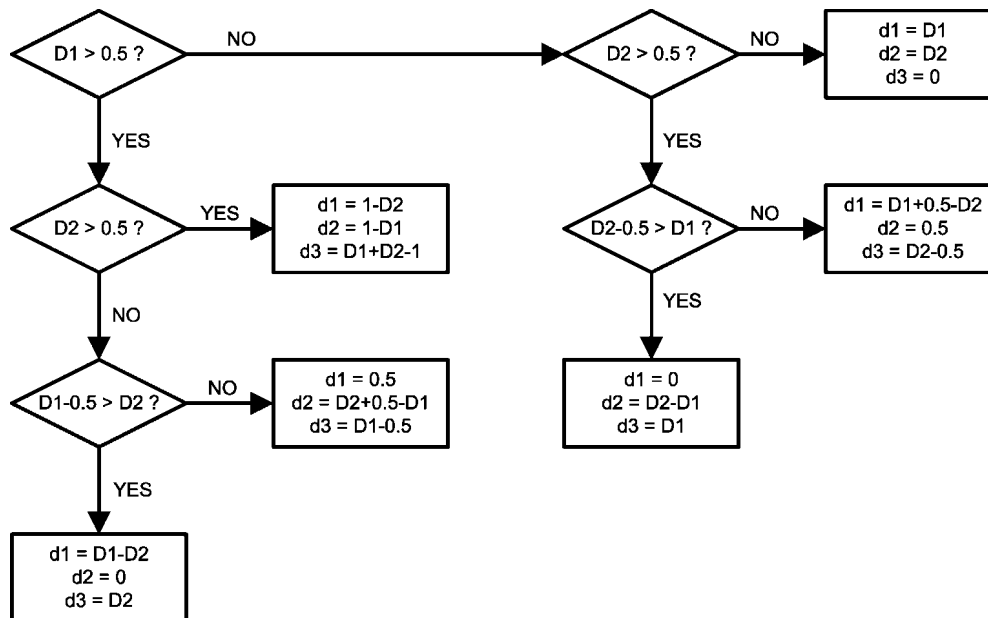 D1 > 0.5 ?
NO
D2 > 0.5 ?
NO
d1 = D1
d2 = D2
d3 = 0
YES
YES
D2 > 0.5 ?
YES
d1 = 1-D2
d2 = 1-D1
d3 = D1+D2-1
D2-0.5 > D1 ?
NO
d1 = D1+0.5-D2
d2 = 0.5
d3 = D2-0.5
NO
YES
D1-0.5 > D2 ?
NO
d1 = 0.5
d2 = D2+0.5-D1
d3 = D1-0.5
d1 = 0
d2 = D2-D1
d3 = D1
YES
d1 = D1-D2
d2 = 0
d3 = D2